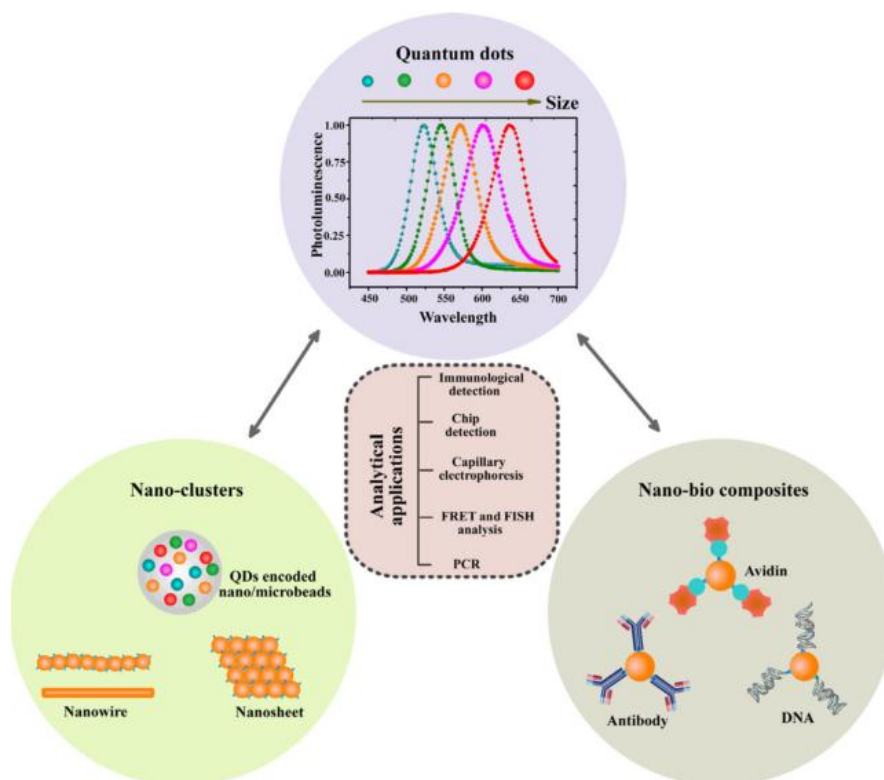 Quantum dots
Size
Photoluminescence
1.00
0.75
0.50
0.25
0.00
450
500
550
600
650
700
Wavelength
Analytical
applications
Immunological
detection
Chip
detection
Capillary
electrophoresis
FRET and FISH
analysis
PCR
Nano-clusters
QDs encoded
nano/microbeads
Nanowire
Nanosheet
Nano-bio composites
Avidin
Antibody
DNA